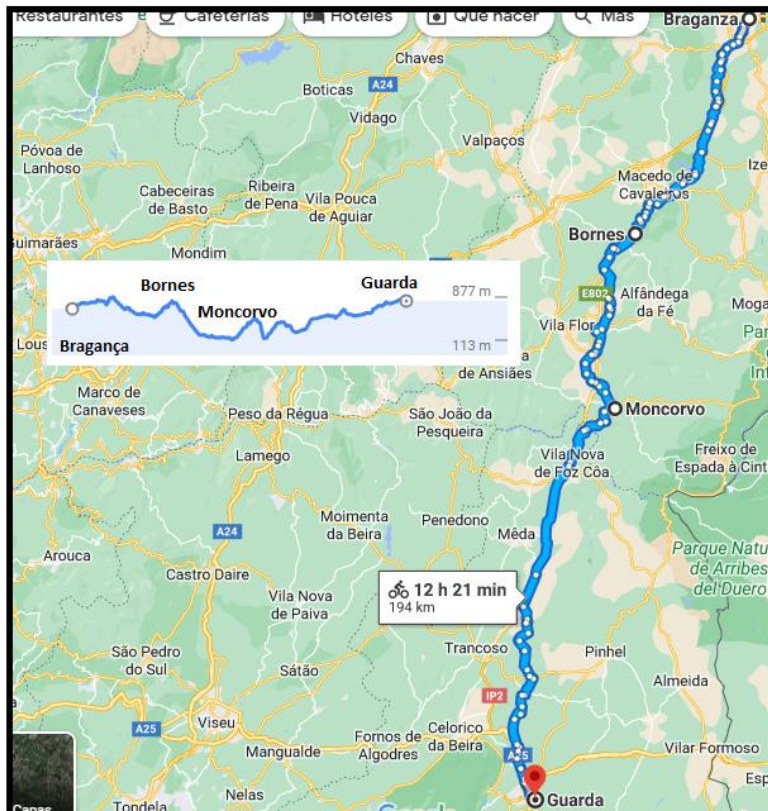 Restaurantes
Cafeterías
Hoteles
Qué hacer
Más
Braganza
Chaves
A24
Boticas
Vidago
Póvoa de
Lanhoso
Valpaços
Cabeceiras
de Basto
Ribeira
de Pena
Vila Pouca
de Aguiar
Macedo de
Cavaleiros
Guimarães
Mondim
Bornes
E802
Alfândega
da Fé
Vila Flor
Bornes
Guarda
877 m
Moncorvo
Bragança
113 m
de Ansiães
Marco de
Canaveses
Peso da Régua
São João da
Pesqueira
Moncorvo
Lamego
Vila Nova
de Foz Côa
Freixo de
Espada à Cint
A24
Moimenta
da Beira
Penedono
Mêda
Arouca
Castro Daire
Parque Natu
de Arribes
del Duero
12 h 21 min
194 km
Vila Nova
de Paiva
São Pedro
do Sul
Sátão
Trancoso
Pinhel
Almeida
IP2
A25
Viseu
Fornos de
Algodres
Celorico
da Beira
Mangualde
Vilar Formoso
Guarda
Tondela
Nelas
Capas